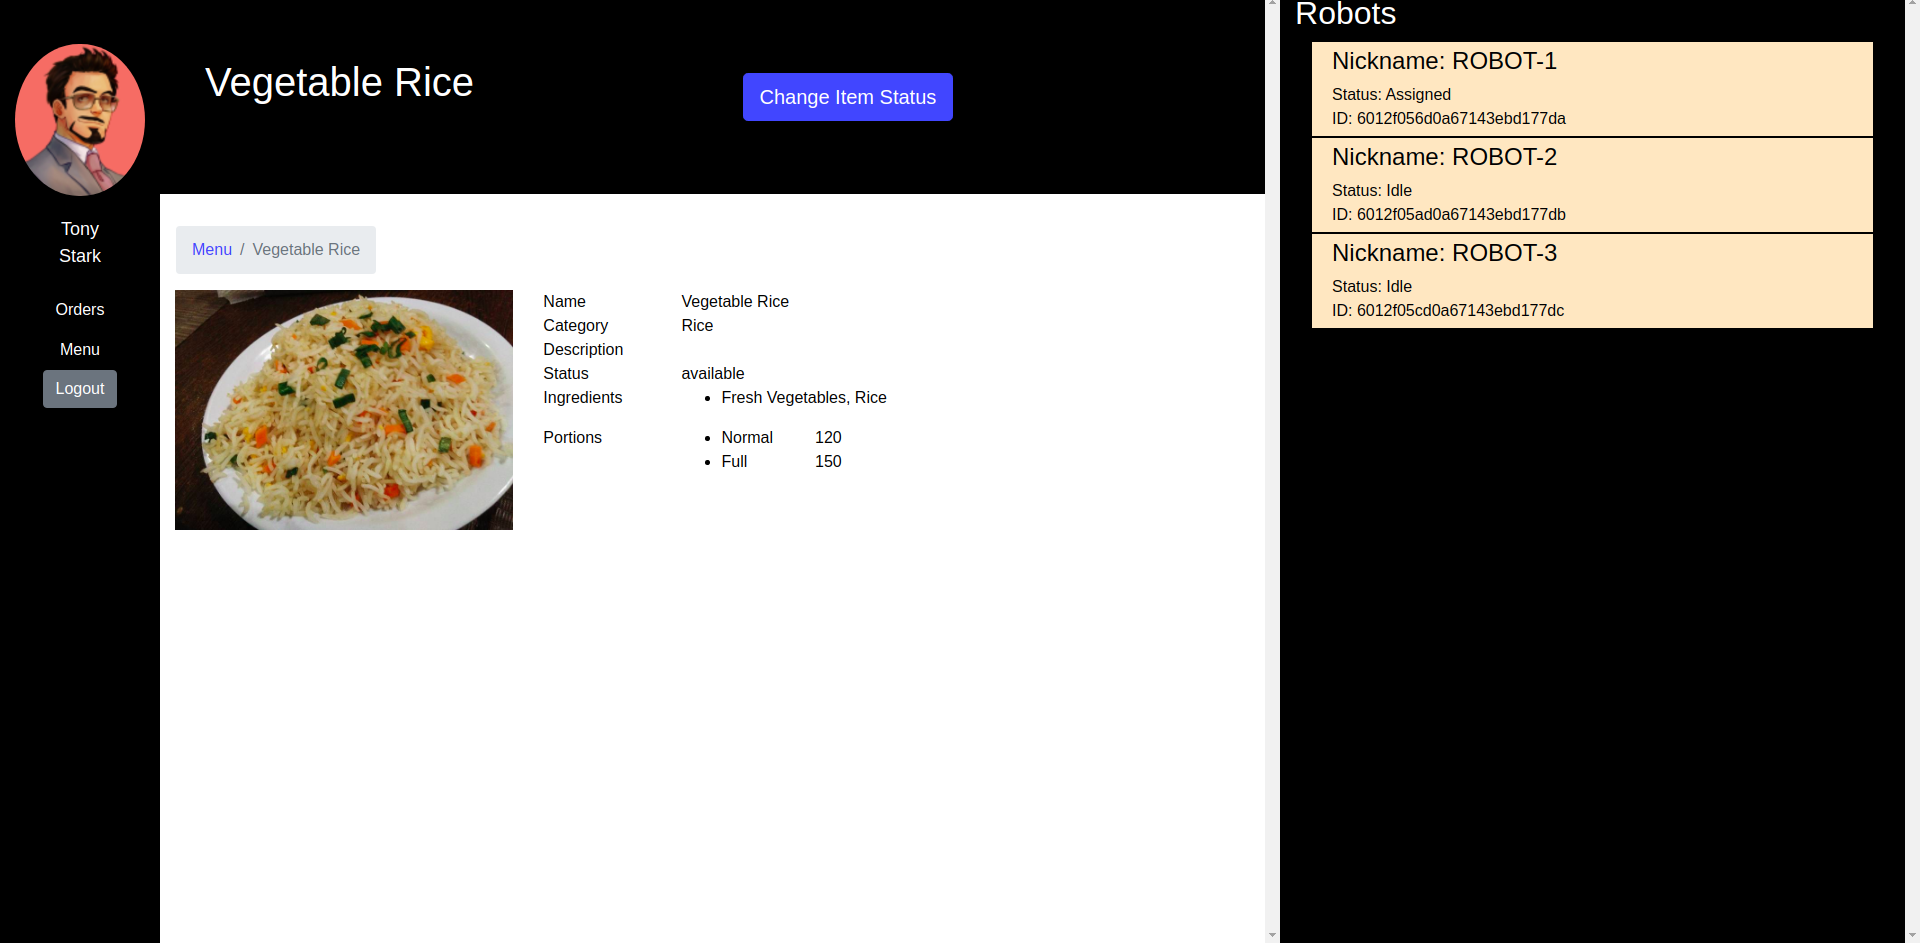 Tony
Stark
Orders
Menu
Logout
Vegetable Rice
Change Item Status
Menu / Vegetable Rice
Name Vegetable Rice
Category Rice
Description
Status available
Ingredients • Fresh Vegetables, Rice
Portions • Normal 120
• Full 150
Robots
Nickname: ROBOT-1
Status: Assigned
ID: 6012f056d0a67143ebd177da
Nickname: ROBOT-2
Status: Idle
ID: 6012f05ad0a67143ebd177db
Nickname: ROBOT-3
Status: Idle
ID: 6012f05cd0a67143ebd177dc